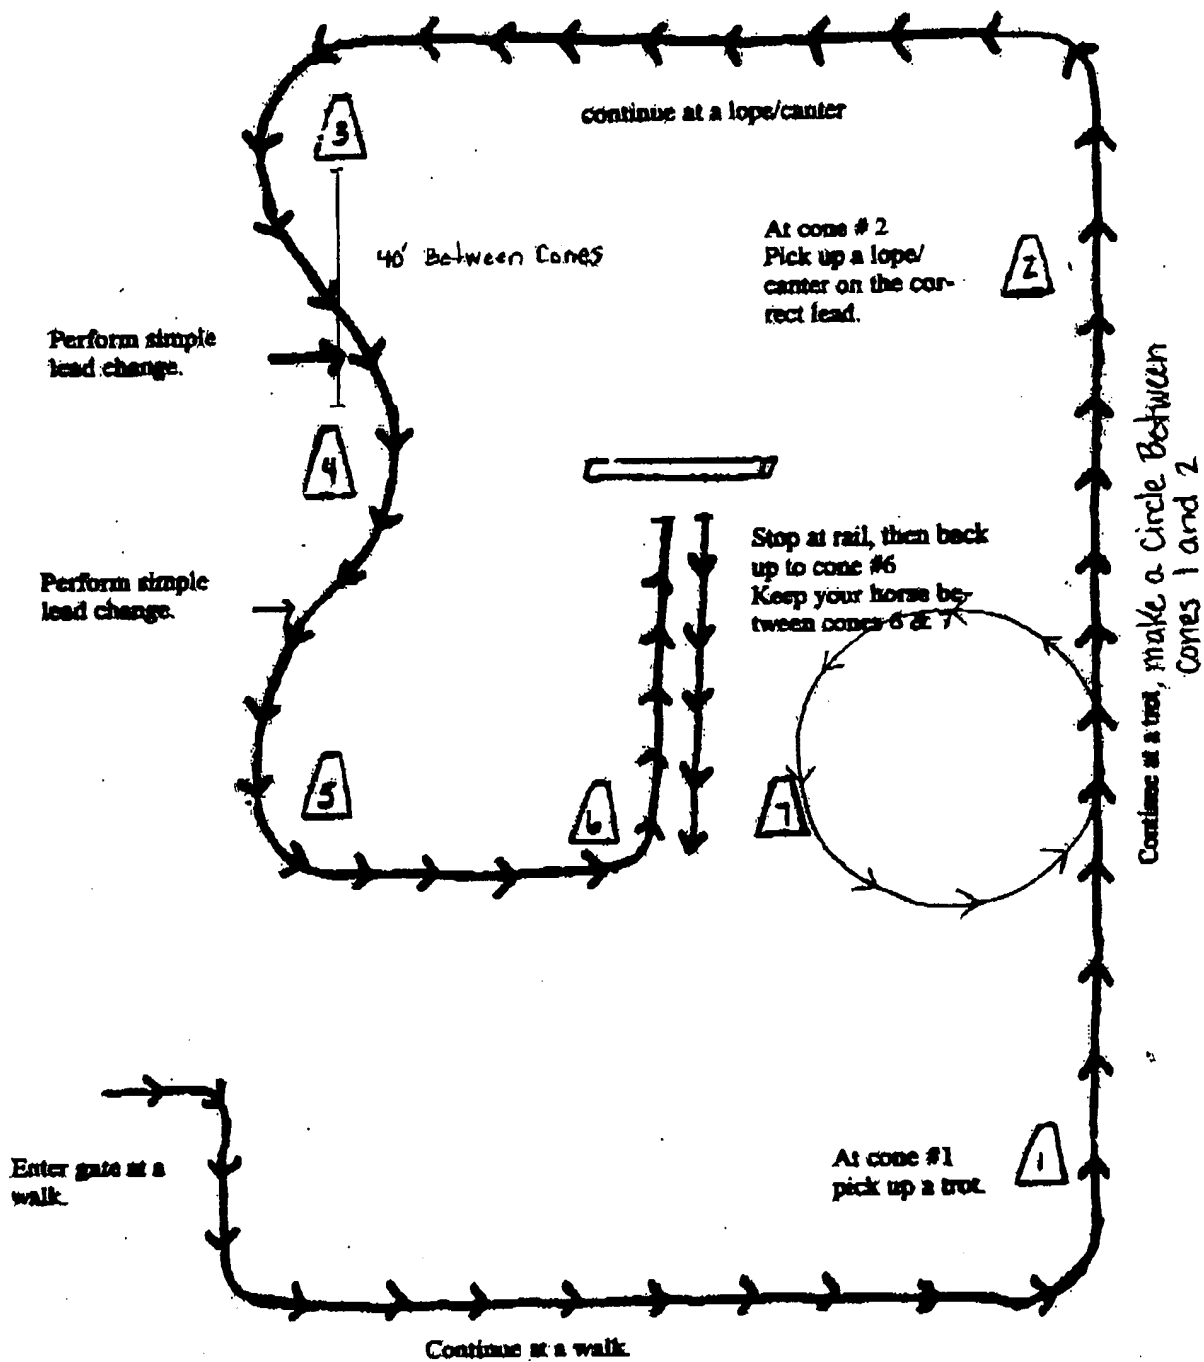 continue at a lope/canter
3
40' Between Cones
At cone # 2
Pick up a lope/
canter on the cor-
rect lead.
2
Perform simple
lead change.
4
Stop at rail, then back
up to cone #6
Keep your horse be-
tween cones 6 & 7
Perform simple
lead change.
Continue at a trot, make a Circle Between
Cones 1 and 2
5
6
7
Enter gate at a
walk.
At cone #1
pick up a trot.
1
Continue at a walk.